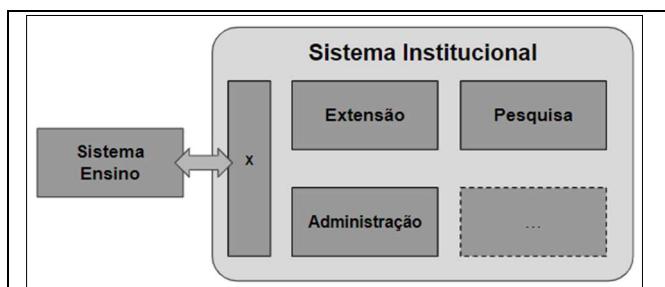 Sistema Institucional
Extensão
Pesquisa
Sistema
Ensino
X
Administração
...